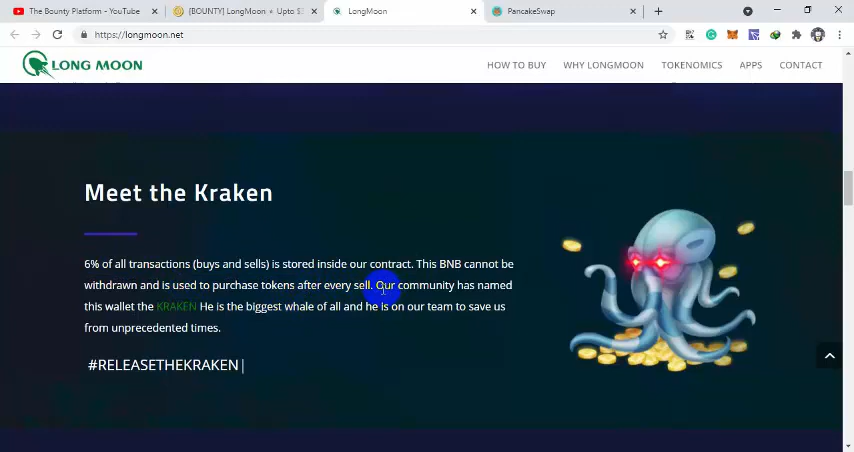 The Bounty Platform - YouTube
[BOUNTY] LongMoon ★ Upto $3
LongMoon
PancakeSwap
https://longmoon.net
LONG MOON
HOW TO BUY
WHY LONGMOON
TOKENOMICS
APPS
CONTACT
Meet the Kraken
6% of all transactions (buys and sells) is stored inside our contract. This BNB cannot be
withdrawn and is used to purchase tokens after every sell. Our community has named
this wallet the KRAKEN He is the biggest whale of all and he is on our team to save us
from unprecedented times.
#RELEASETHEKRAKEN|